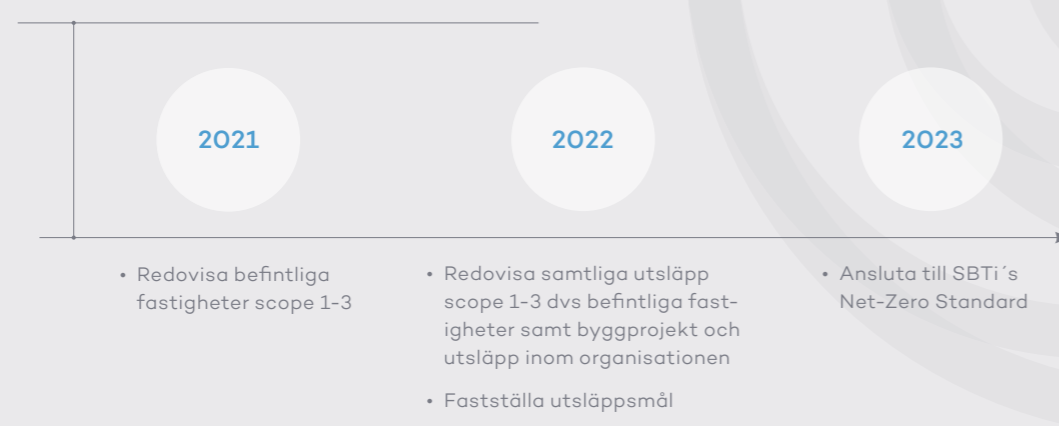 2021
2022
2023
• Redovisa befintliga
fastigheter scope 1-3
• Redovisa samtliga utsläpp
scope 1-3 dvs befintliga fast-
igheter samt byggprojekt och
utsläpp inom organisationen
• Fastställa utsläppsmål
• Ansluta till SBTi´s
Net-Zero Standard